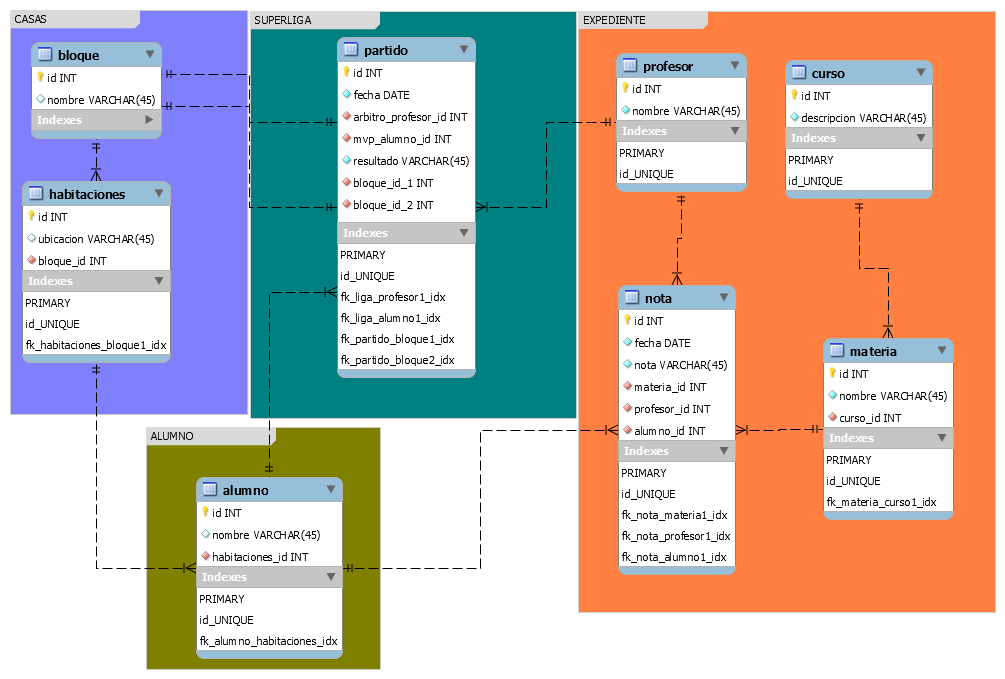 CASAS
bloque
id INT
nombre VARCHAR(45)
Indexes
habitaciones
id INT
ubicacion VARCHAR(45)
bloque_id INT
Indexes
PRIMARY
id_UNIQUE
fk_habitaciones_bloque1_idx
SUPERLIGA
partido
id INT
fecha DATE
arbitro_profesor_id INT
mvp_alumno_id INT
resultado VARCHAR(45)
bloque_id_1 INT
bloque_id_2 INT
Indexes
PRIMARY
id_UNIQUE
fk_liga_profesor1_idx
fk_liga_alumno1_idx
fk_partido_bloque1_idx
fk_partido_bloque2_idx
EXPEDIENTE
profesor
id INT
nombre VARCHAR(45)
Indexes
PRIMARY
id_UNIQUE
curso
id INT
descripcion VARCHAR(45)
Indexes
PRIMARY
id_UNIQUE
nota
id INT
fecha DATE
nota VARCHAR(45)
materia_id INT
profesor_id INT
alumno_id INT
Indexes
PRIMARY
id_UNIQUE
fk_nota_materia1_idx
fk_nota_profesor1_idx
fk_nota_alumno1_idx
materia
id INT
nombre VARCHAR(45)
curso_id INT
Indexes
PRIMARY
id_UNIQUE
fk_materia_curso1_idx
ALUMNO
alumno
id INT
nombre VARCHAR(45)
habitaciones_id INT
Indexes
PRIMARY
id_UNIQUE
fk_alumno_habitaciones_idx